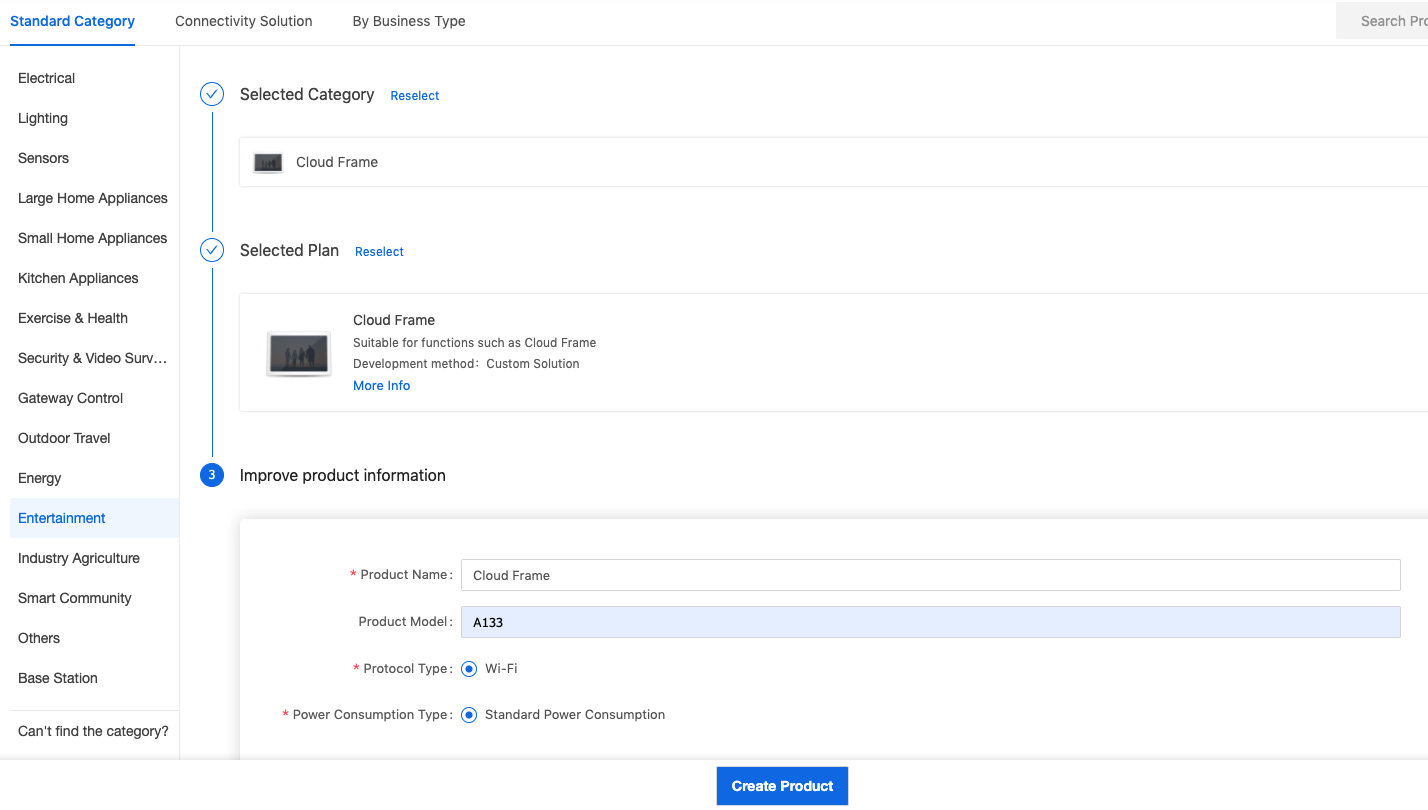 Standard Category
Connectivity Solution
By Business Type
Search Pro
Electrical
Lighting
Sensors
Large Home Appliances
Small Home Appliances
Kitchen Appliances
Exercise & Health
Security & Video Surv...
Gateway Control
Outdoor Travel
Energy
Entertainment
Industry Agriculture
Smart Community
Others
Base Station
Can't find the category?
Selected Category Reselect
Cloud Frame
Selected Plan Reselect
Cloud Frame
Suitable for functions such as Cloud Frame
Development method： Custom Solution
More Info
3 Improve product information
* Product Name: Cloud Frame
Product Model: A133
* Protocol Type: Wi-Fi
* Power Consumption Type: Standard Power Consumption
Create Product